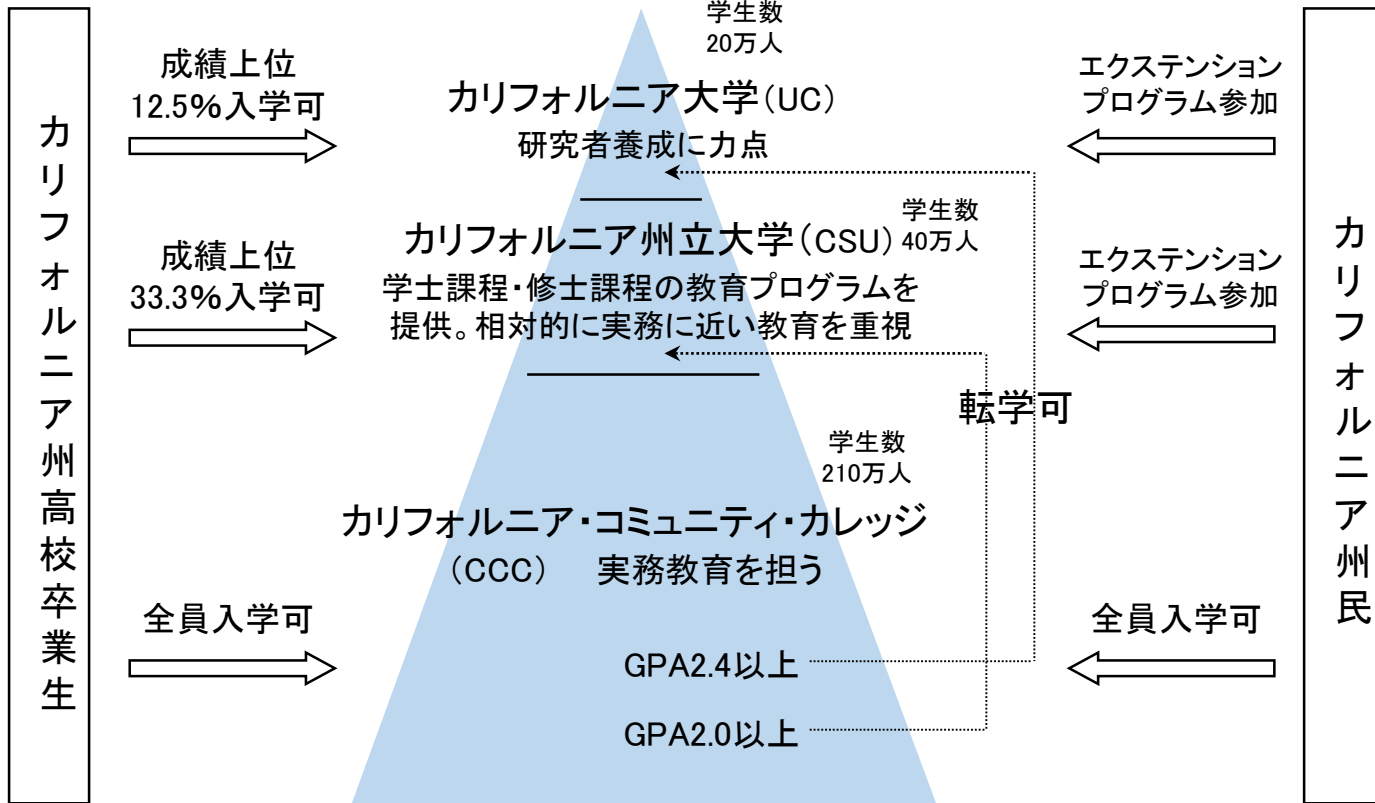 カリフォルニア州高校卒業生
成績上位
12.5%入学可
成績上位
33.3%入学可
全員入学可
学生数
20万人
カリフォルニア大学(UC)
研究者養成に力点
学生数
40万人
カリフォルニア州立大学(CSU)
学士課程・修士課程の教育プログラムを
提供。相対的に実務に近い教育を重視
転学可
学生数
210万人
カリフォルニア・コミュニティ・カレッジ
(CCC) 実務教育を担う
GPA2.4以上
GPA2.0以上
エクステンション
プログラム参加
エクステンション
プログラム参加
全員入学可
カリフォルニア州民